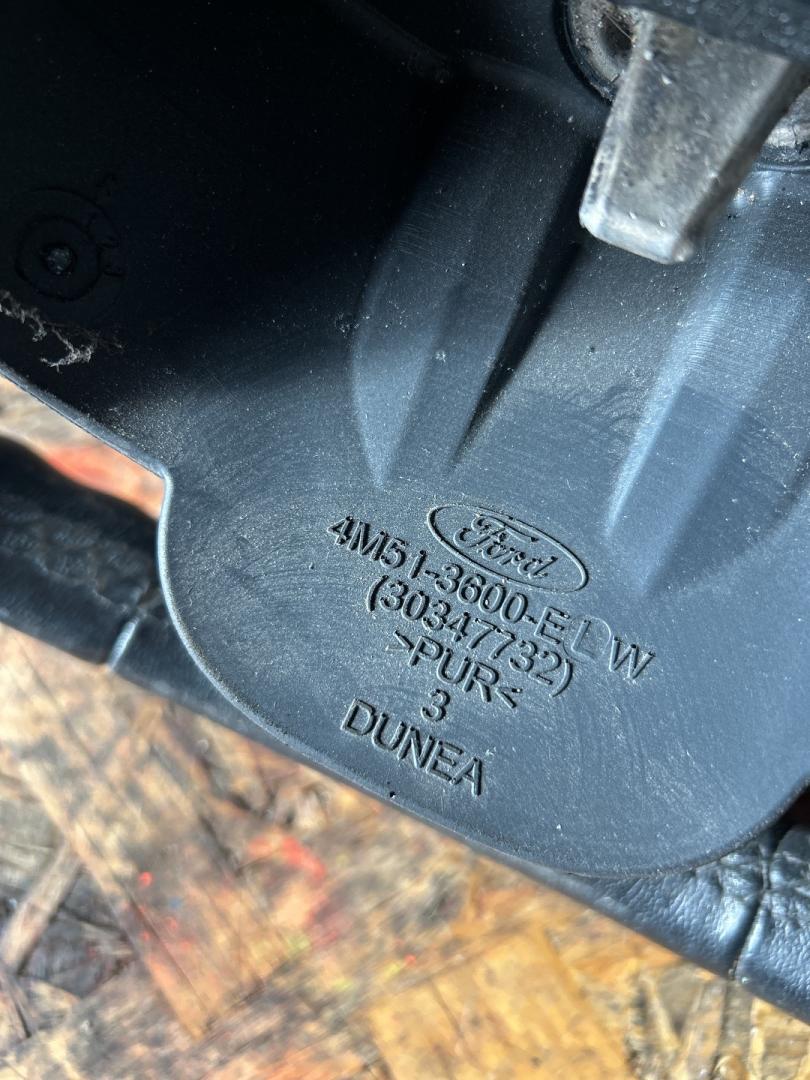 Ford
4M51-3600-ELW
(30347732)
>PUR<
3
DUNEA